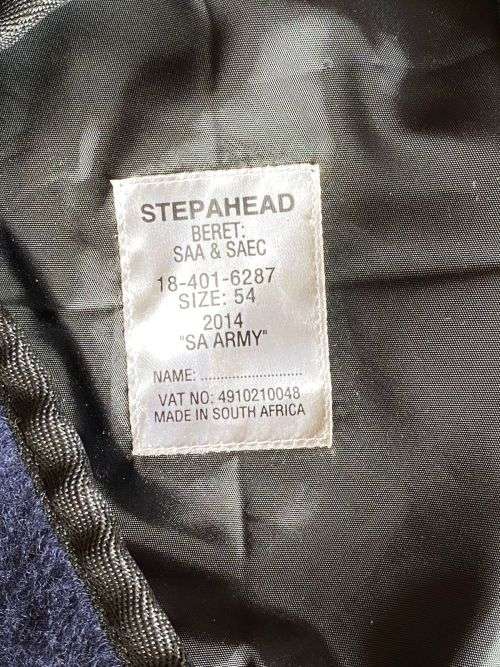 STEPAHEAD
BERET:
SAA & SAEC
18-401-6287
SIZE: 54
2014
"SA ARMY"
NAME: ..........................
VAT NO: 4910210048
MADE IN SOUTH AFRICA